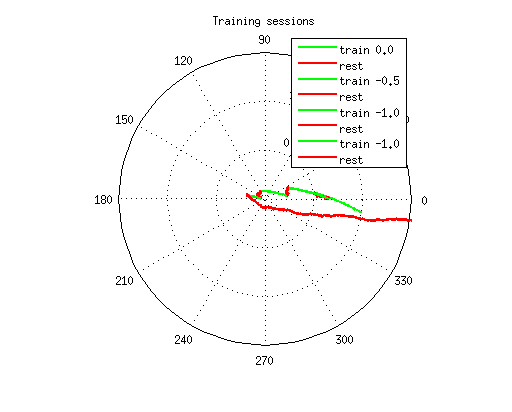 Training sessions
90
120
150
180
210
240
270
300
330
0
0
train 0.0
rest
train -0.5
rest
train -1.0
rest
train -1.0
rest